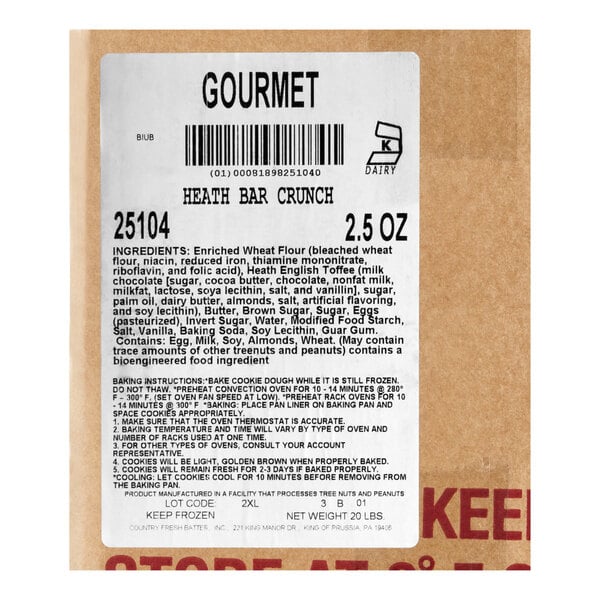 GOURMET
BIUB
(01)00081898251040
K
DAIRY
HEATH BAR CRUNCH
25104 2.5 OZ
INGREDIENTS: Enriched Wheat Flour (bleached wheat
flour, niacin, reduced iron, thiamine mononitrate,
riboflavin, and folic acid), Heath English Toffee (milk
chocolate [sugar, cocoa butter, chocolate, nonfat milk,
milkfat, lactose, soya lecithin, salt, and vanillin], sugar,
palm oil, dairy butter, almonds, salt, artificial flavoring,
and soy lecithin), Butter, Brown Sugar, Sugar, Eggs
(pasteurized), Invert Sugar, Water, Modified Food Starch,
Salt, Vanilla, Baking Soda, Soy Lecithin, Guar Gum.
Contains: Egg, Milk, Soy, Almonds, Wheat. (May contain
trace amounts of other treenuts and peanuts) contains a
bioengineered food ingredient
BAKING INSTRUCTIONS:*BAKE COOKIE DOUGH WHILE IT IS STILL FROZEN.
DO NOT THAW. *PREHEAT CONVECTION OVEN FOR 10 - 14 MINUTES @ 280°
F - 300° F. (SET OVEN FAN SPEED AT LOW). *PREHEAT RACK OVENS FOR 10
- 14 MINUTES @ 300° F. *BAKING: PLACE PAN LINER ON BAKING PAN AND
SPACE COOKIES APPROPRIATELY.
1. MAKE SURE THAT THE OVEN THERMOSTAT IS ACCURATE.
2. BAKING TEMPERATURE AND TIME WILL VARY BY TYPE OF OVEN AND
NUMBER OF RACKS USED AT ONE TIME.
3. FOR OTHER TYPES OF OVENS, CONSULT YOUR ACCOUNT
REPRESENTATIVE.
4. COOKIES WILL BE LIGHT, GOLDEN BROWN WHEN PROPERLY BAKED.
5. COOKIES WILL REMAIN FRESH FOR 2-3 DAYS IF BAKED PROPERLY.
*COOLING: LET COOKIES COOL FOR 10 MINUTES BEFORE REMOVING FROM
THE BAKING PAN.
PRODUCT MANUFACTURED IN A FACILITY THAT PROCESSES TREE NUTS AND PEANUTS
LOT CODE: 2XL 3 B 01
KEEP FROZEN NET WEIGHT 20 LBS.
COUNTRY FRESH BATTER, INC., 221 KING MANOR DR., KING OF PRUSSIA, PA 19406
KEE
STORE AT 0° F